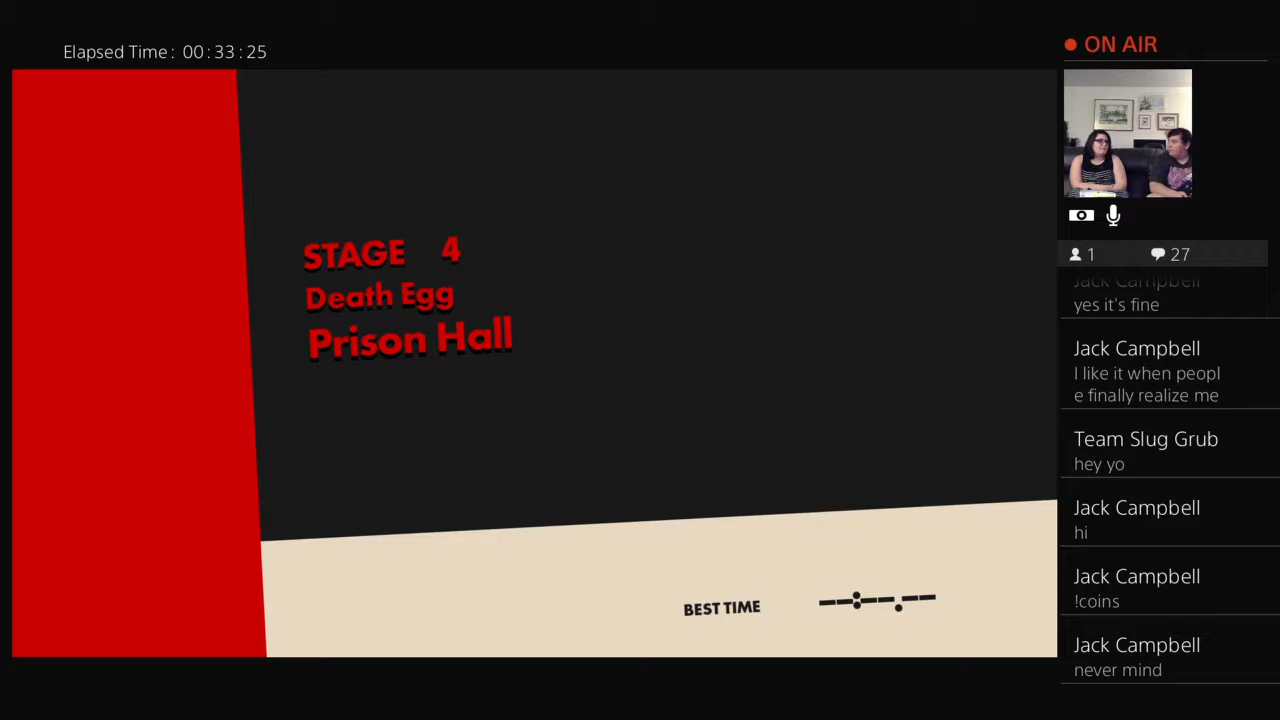 Elapsed Time: 00:33:25
ON AIR
STAGE 4
Death Egg
Prison Hall
BEST TIME
1
27
Jack Campbell
yes it's fine
Jack Campbell
I like it when peopl
e finally realize me
Team Slug Grub
hey yo
Jack Campbell
hi
Jack Campbell
!coins
Jack Campbell
never mind